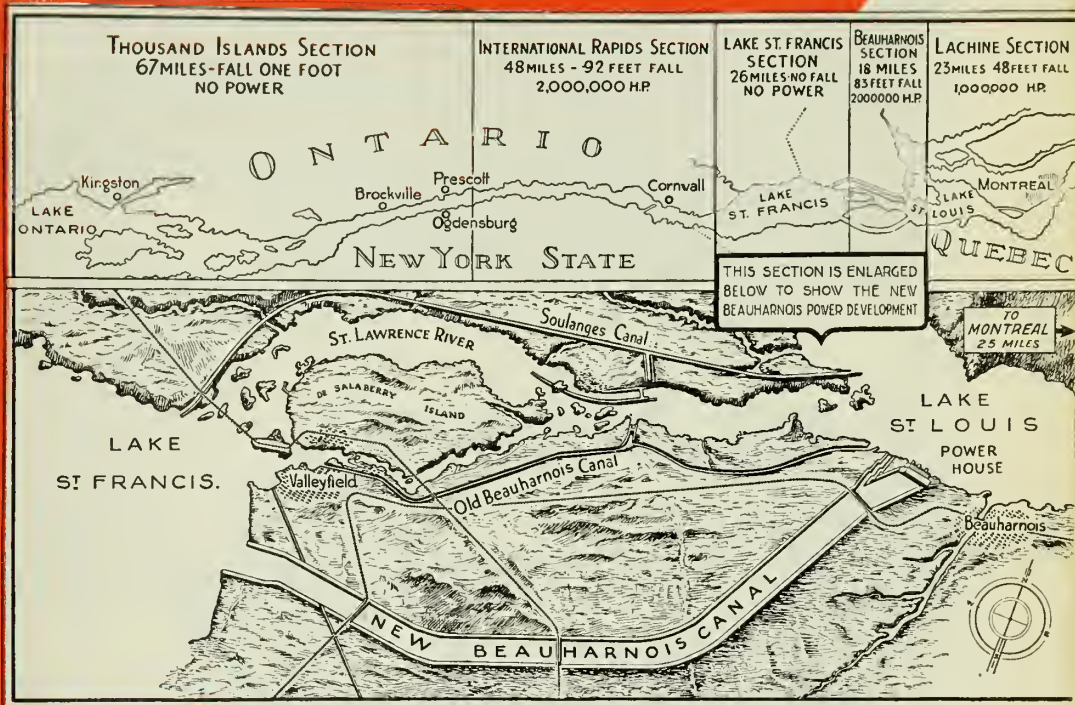 THOUSAND ISLANDS SECTION
67 MILES - FALL ONE FOOT
NO POWER
INTERNATIONAL RAPIDS SECTION
48 MILES - 92 FEET FALL
2,000,000 H.P.
LAKE ST. FRANCIS
SECTION
26 MILES - NO FALL
NO POWER
BEAUHARNOIS
SECTION
18 MILES
83 FEET FALL
2000000 H.P.
LACHINE SECTION
23 MILES 48 FEET FALL
1,000,000 H.P.
ONTARIO
Kingston
LAKE
ONTARIO
Brockville
Prescott
Ogdensburg
Cornwall
NEW YORK STATE
LAKE
ST. FRANCIS
LAKE
ST LOUIS
MONTREAL
QUEBEC
THIS SECTION IS ENLARGED
BELOW TO SHOW THE NEW
BEAUHARNOIS POWER DEVELOPMENT
TO
MONTREAL
25 MILES
Soulanges Canal
ST. LAWRENCE RIVER
DE SALABERRY
ISLAND
LAKE
ST FRANCIS.
LAKE
ST LOUIS
POWER
HOUSE
Valleyfield
Old Beauharnois Canal
Beauharnois
NEW BEAUHARNOIS CANAL